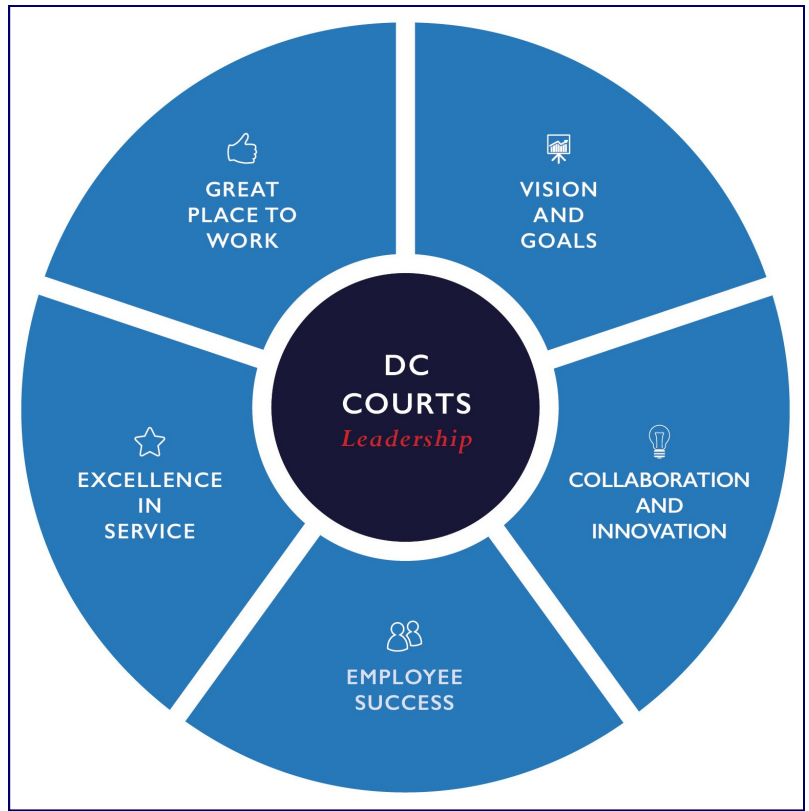 GREAT
PLACE TO
WORK
VISION
AND
GOALS
DC
COURTS
Leadership
EXCELLENCE
IN
SERVICE
COLLABORATION
AND
INNOVATION
EMPLOYEE
SUCCESS